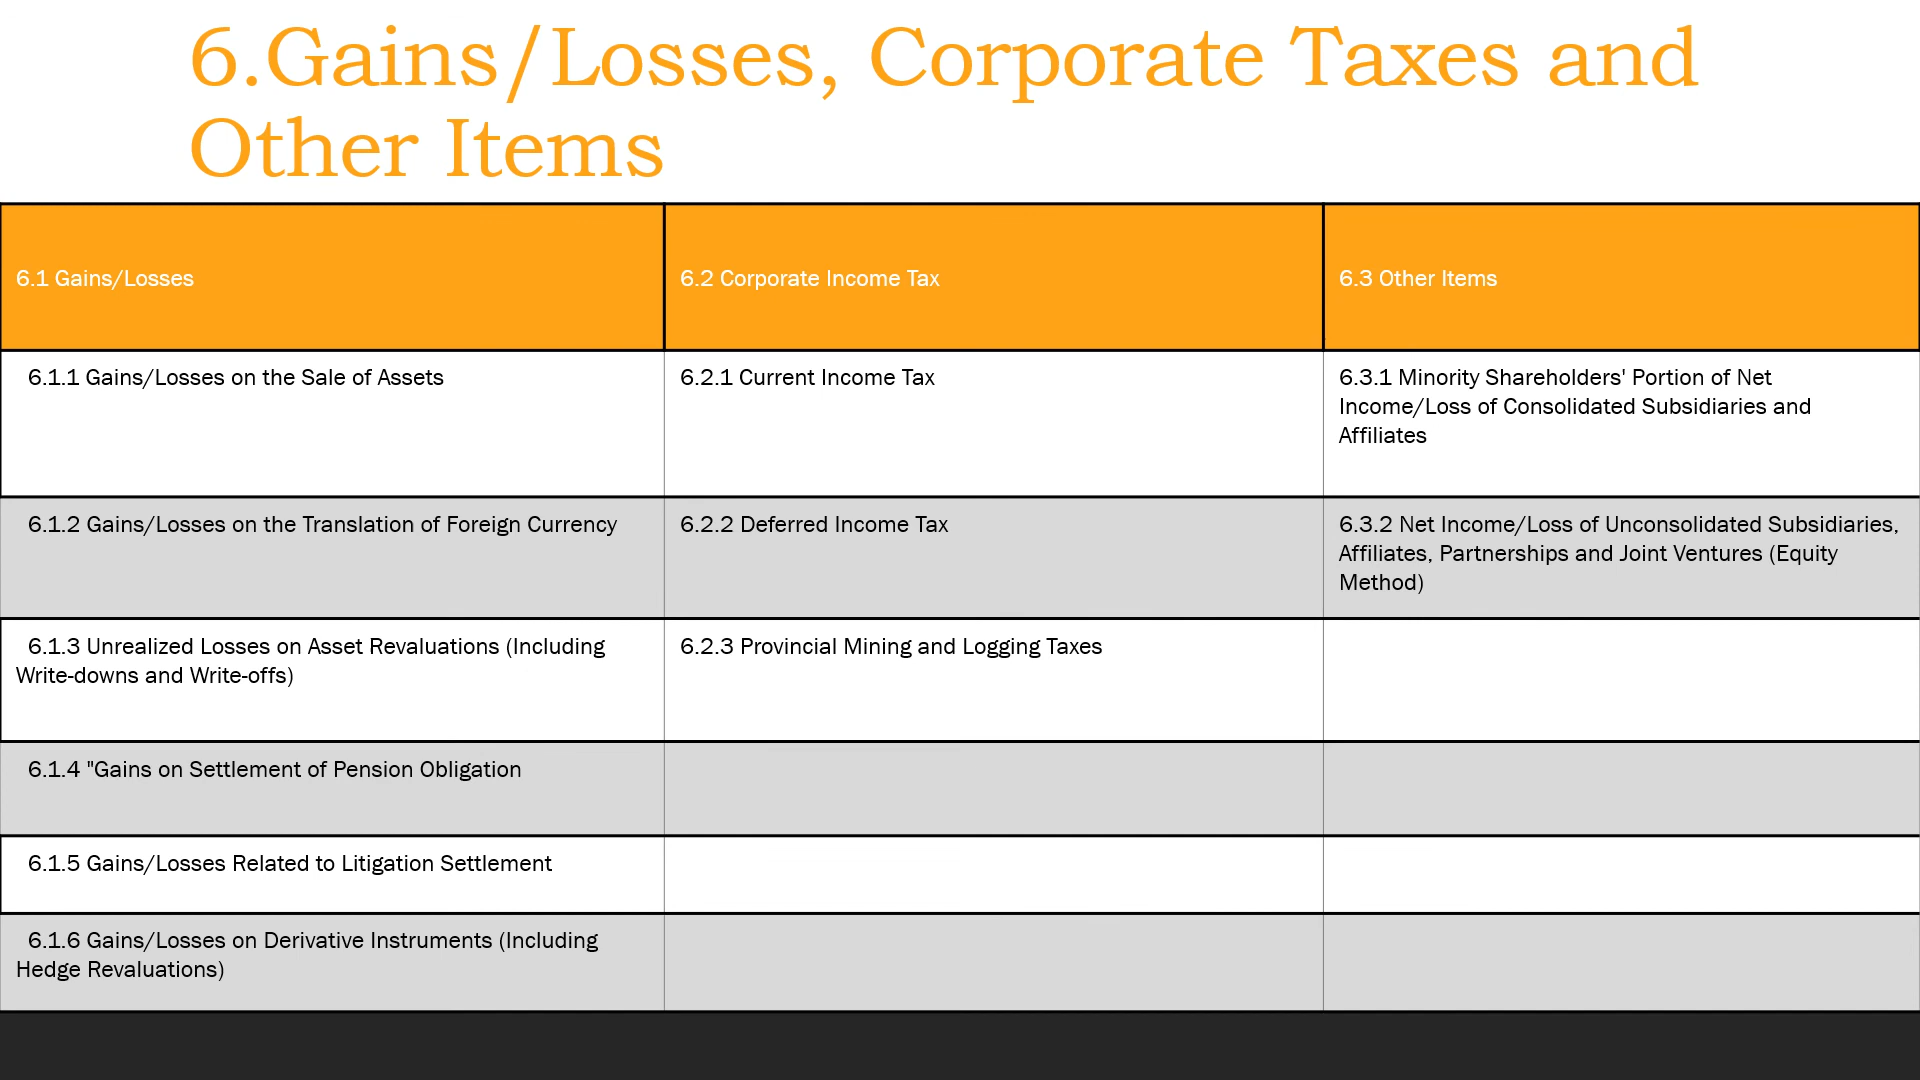 6.Gains/Losses, Corporate Taxes and
Other Items
6.1 Gains/Losses
6.2 Corporate Income Tax
6.3 Other Items
6.1.1 Gains/Losses on the Sale of Assets
6.2.1 Current Income Tax
6.3.1 Minority Shareholders' Portion of Net
Income/Loss of Consolidated Subsidiaries and
Affiliates
6.1.2 Gains/Losses on the Translation of Foreign Currency
6.2.2 Deferred Income Tax
6.3.2 Net Income/Loss of Unconsolidated Subsidiaries,
Affiliates, Partnerships and Joint Ventures (Equity
Method)
6.1.3 Unrealized Losses on Asset Revaluations (Including
Write-downs and Write-offs)
6.2.3 Provincial Mining and Logging Taxes
6.1.4 "Gains on Settlement of Pension Obligation
6.1.5 Gains/Losses Related to Litigation Settlement
6.1.6 Gains/Losses on Derivative Instruments (Including
Hedge Revaluations)